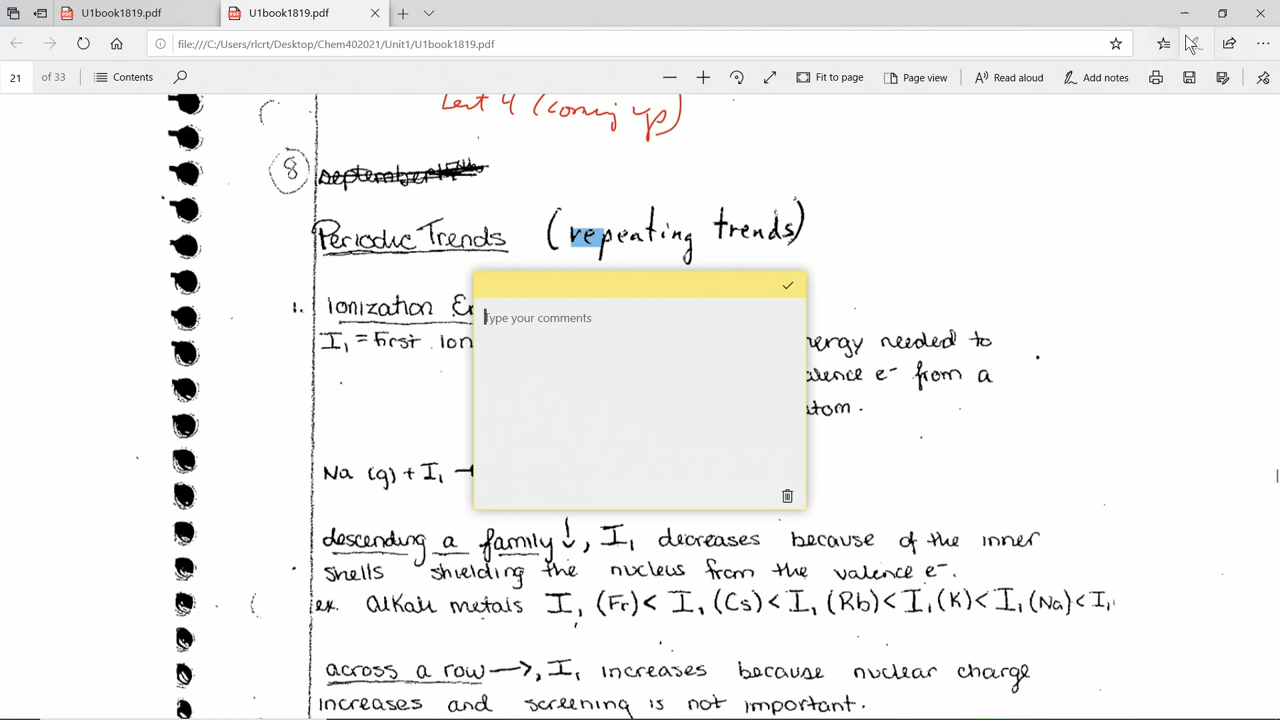 U1book1819.pdf
U1book1819.pdf
file:///C:/Users/rlcrt/Desktop/Chem402021/Unit1/U1book1819.pdf
21 of 33 Contents Fit to page Page view Read aloud Add notes
Lect 4 (coming up)
8 september 17th
Periodic Trends (repeating trends)
1. Ionization En
Type your comments
I₁ = First ion nergy needed to
alence e⁻ from a
atom.
Na (g) + I₁ →
descending a family ↓, I₁ decreases because of the inner
shells shielding the nucleus from the valence e⁻.
ex. Alkali metals I₁ (Fr) < I₁ (Cs) < I₁ (Rb) < I₁ (K) < I₁ (Na) < I₁
across a row →, I₁ increases because nuclear charge
increases and screening is not important.